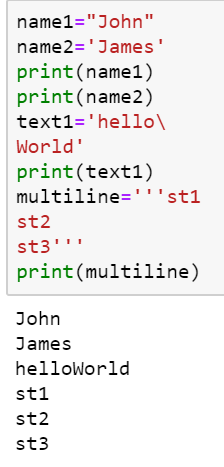 name1="John"
name2='James'
print(name1)
print(name2)
text1='hello\
World'
print(text1)
multiline='''st1
st2
st3'''
print(multiline)
John
James
helloWorld
st1
st2
st3